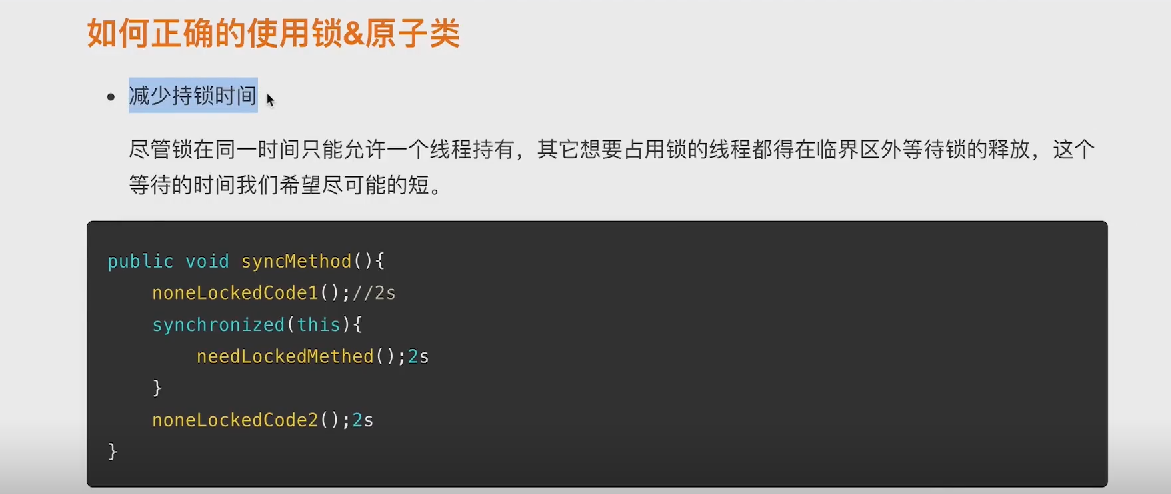 如何正确的使用锁&原子类
减少持锁时间
尽管锁在同一时间只能允许一个线程持有，其它想要占用锁的线程都得在临界区外等待锁的释放，这个
等待的时间我们希望尽可能的短。
public void syncMethod(){
    noneLockedCode1();//2s
    synchronized(this){
        needLockedMethed();2s
    }
    noneLockedCode2();2s
}